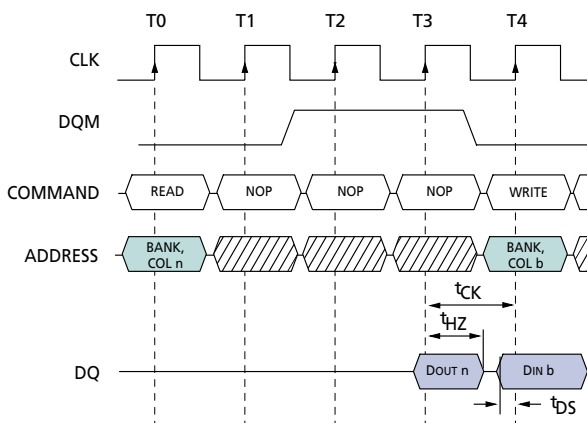 T0 T1 T2 T3 T4
CLK
DQM
COMMAND READ NOP NOP NOP WRITE
ADDRESS BANK, COL n BANK, COL b
tCK
tHZ
DQ DOUT n DIN b
tDS